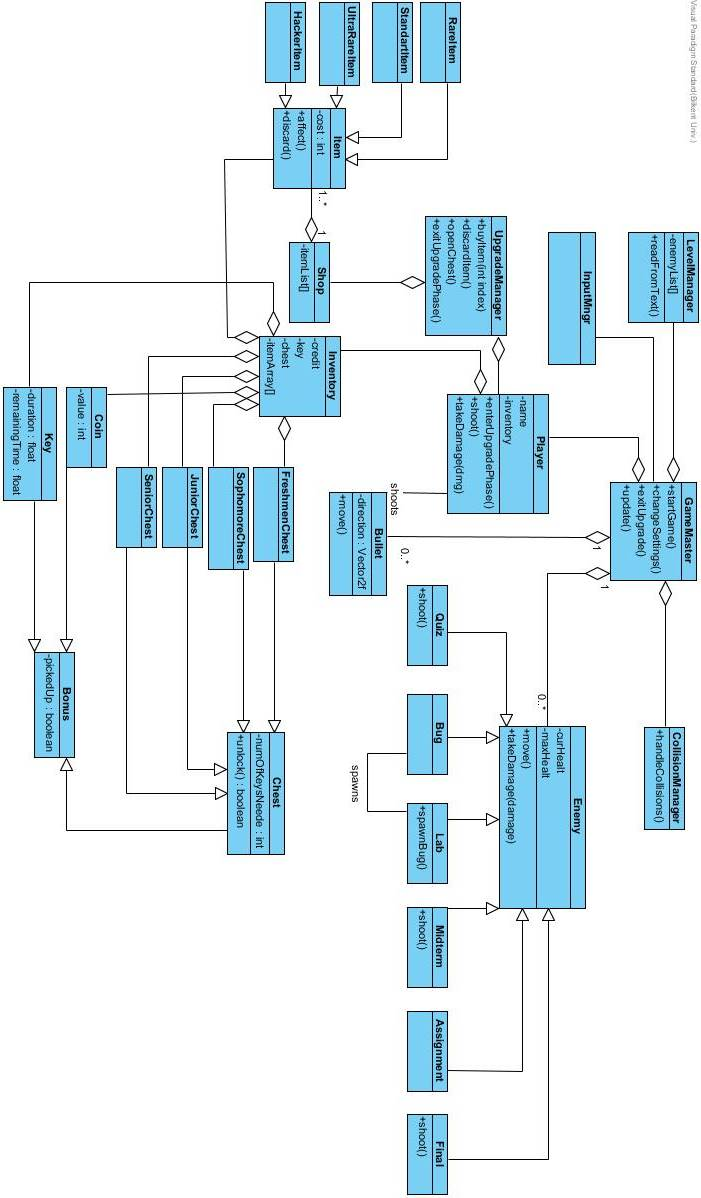 Visual Paradigm Standard(Bilkent Univ.)
LevelManager
-enemyList[]
+readFromText()
InputMngr
GameMaster
+startGame()
+changeSettings()
+exitUpgrade()
+update()
CollisionManager
+handleCollisions()
1
1
0..*
0..*
UpgradeManager
+buyItem(int index)
+discardItem()
+openChest()
+exitUpgradePhase()
Player
-name
-inventory
+enterUpgradePhase()
+shoot()
+takeDamage(dmg)
shoots
Bullet
-direction : Vector2f
+move()
Enemy
-curHealt
-maxHealt
+move()
+takeDamage(damage)
Quiz
+shoot()
Bug
spawns
Lab
+spawnBug()
Midterm
+shoot()
Assignment
Final
+shoot()
RareItem
StandartItem
UltraRareItem
HackerItem
Item
-cost : int
+affect()
+discard()
1..*
1
Shop
-itemList[]
Inventory
-credit
-key
-chest
-itemArray[]
FreshmenChest
SophomoreChest
JuniorChest
SeniorChest
Chest
-numOfKeysNeede : int
+unlock() : boolean
Coin
-value : int
Key
-duration : float
-remainingTime : float
Bonus
-pickedUp : boolean